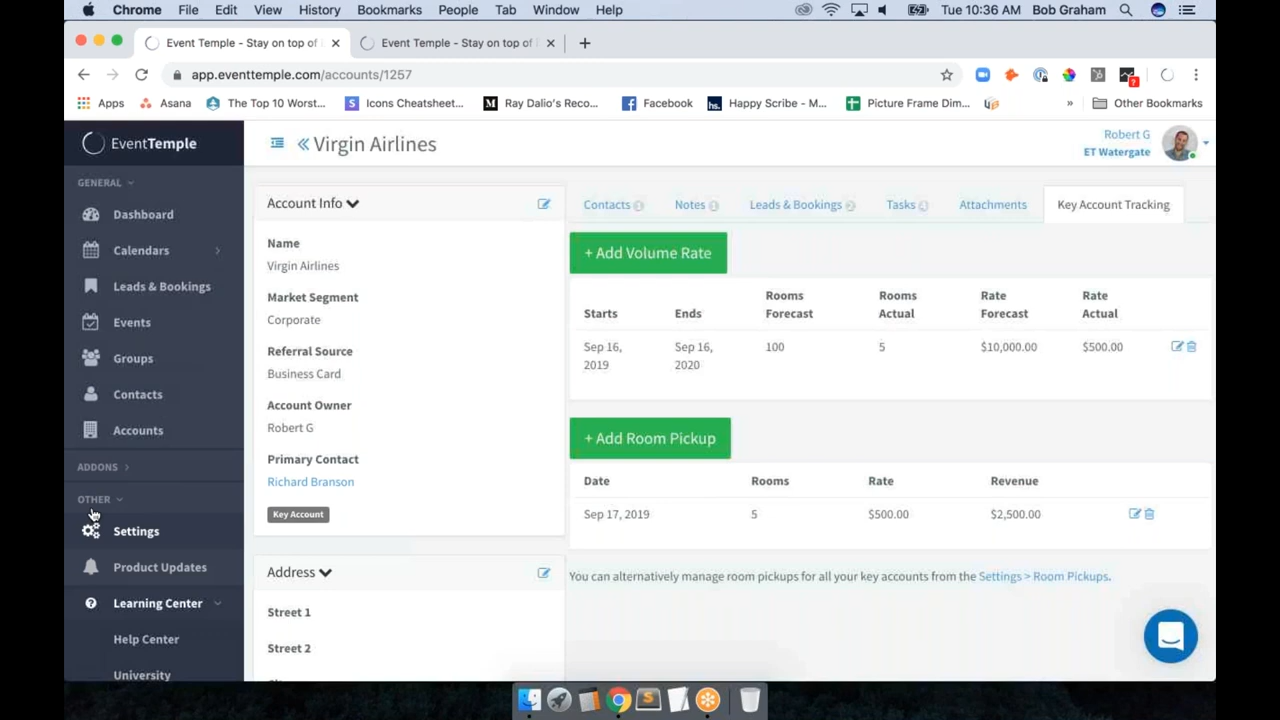 Chrome File Edit View History Bookmarks People Tab Window Help Tue 10:36 AM Bob Graham
Event Temple - Stay on top of
Event Temple - Stay on top of
app.eventtemple.com/accounts/1257
Apps Asana The Top 10 Worst... Icons Cheatsheet... Ray Dalio's Reco... Facebook Happy Scribe - M... Picture Frame Dim... » Other Bookmarks
EventTemple
GENERAL
Dashboard
Calendars
Leads & Bookings
Events
Groups
Contacts
Accounts
ADDONS
OTHER
Settings
Product Updates
Learning Center
Help Center
University
Virgin Airlines
Robert G
ET Watergate
Account Info
Name
Virgin Airlines
Market Segment
Corporate
Referral Source
Business Card
Account Owner
Robert G
Primary Contact
Richard Branson
Key Account
Address
Street 1
Street 2
Contacts Notes Leads & Bookings Tasks Attachments Key Account Tracking
+ Add Volume Rate
Starts Ends Rooms Forecast Rooms Actual Rate Forecast Rate Actual
Sep 16, 2019 Sep 16, 2020 100 5 $10,000.00 $500.00
+ Add Room Pickup
Date Rooms Rate Revenue
Sep 17, 2019 5 $500.00 $2,500.00
You can alternatively manage room pickups for all your key accounts from the Settings > Room Pickups.